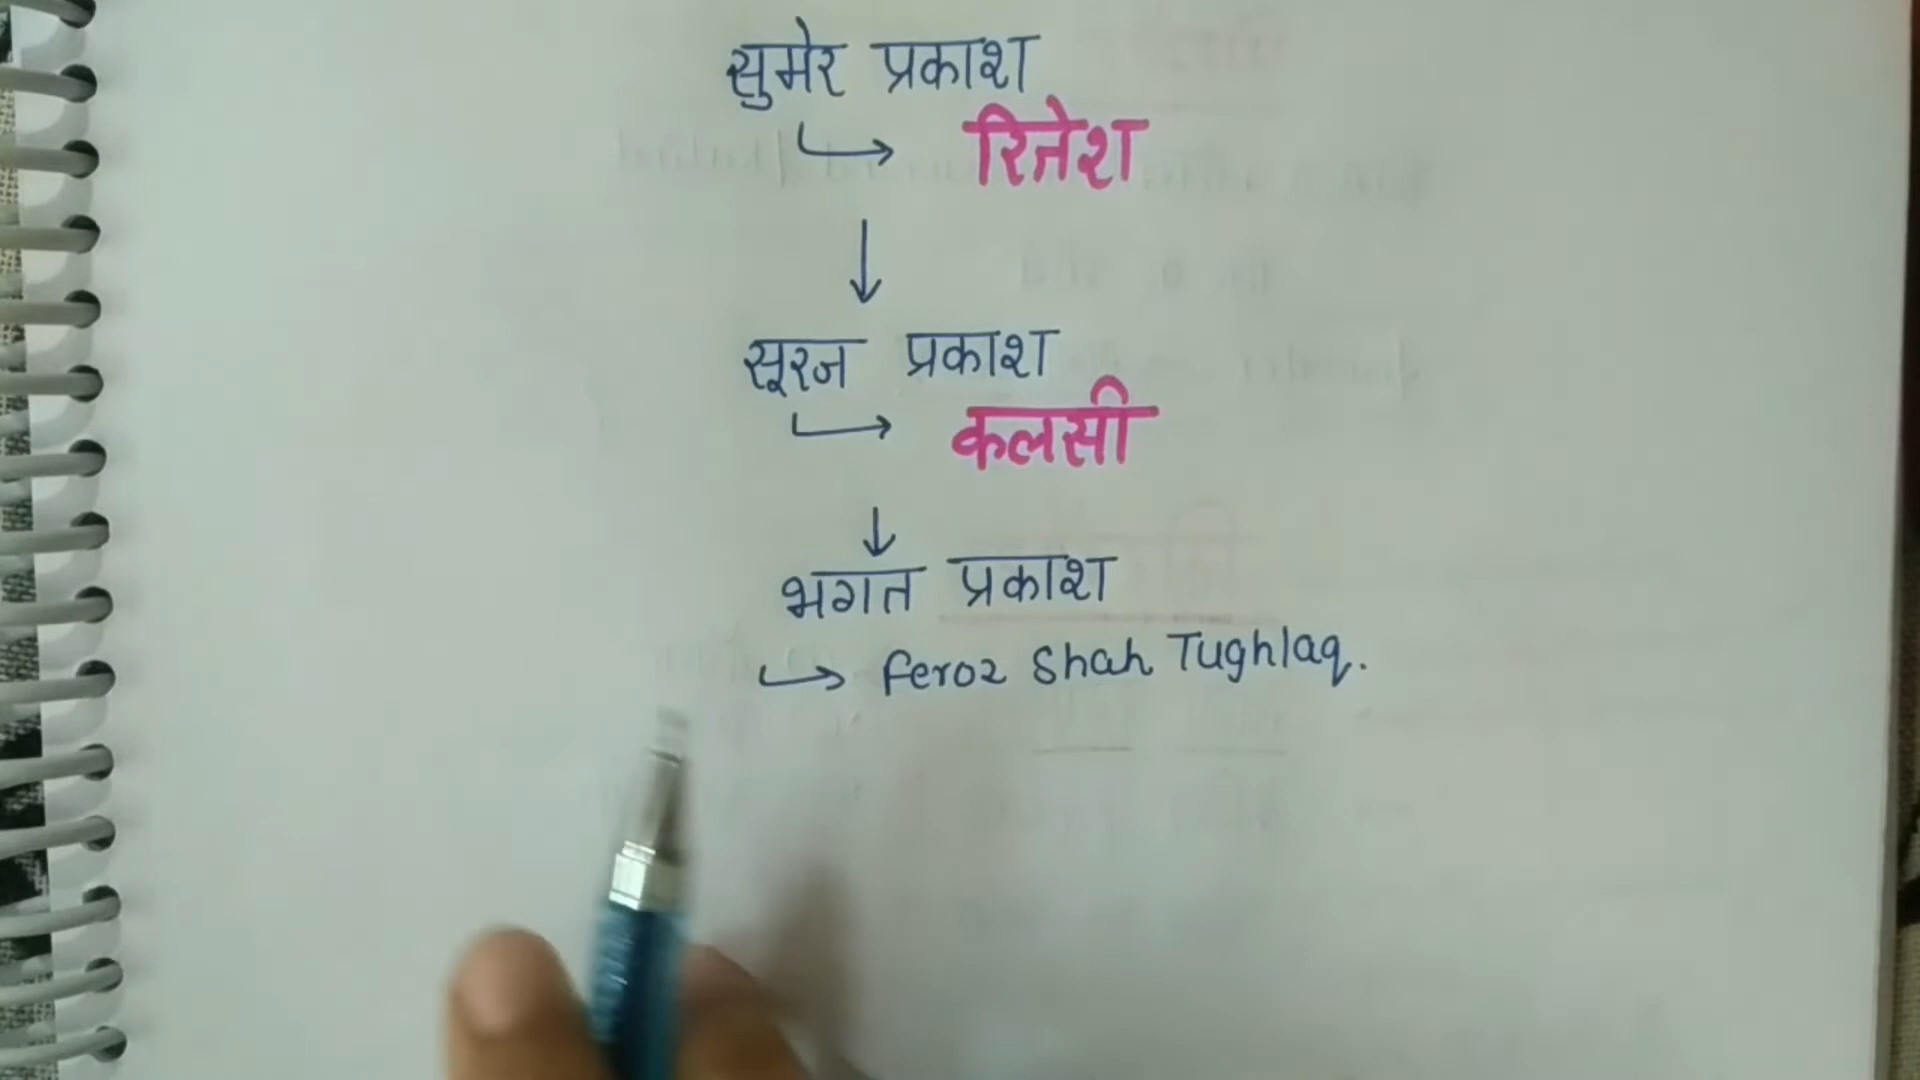 सुमेर प्रकाश
↳ रितेश
↓
सूरज प्रकाश
↳ कलसी
↓
भगत प्रकाश
↳ Feroz Shah Tughlaq.